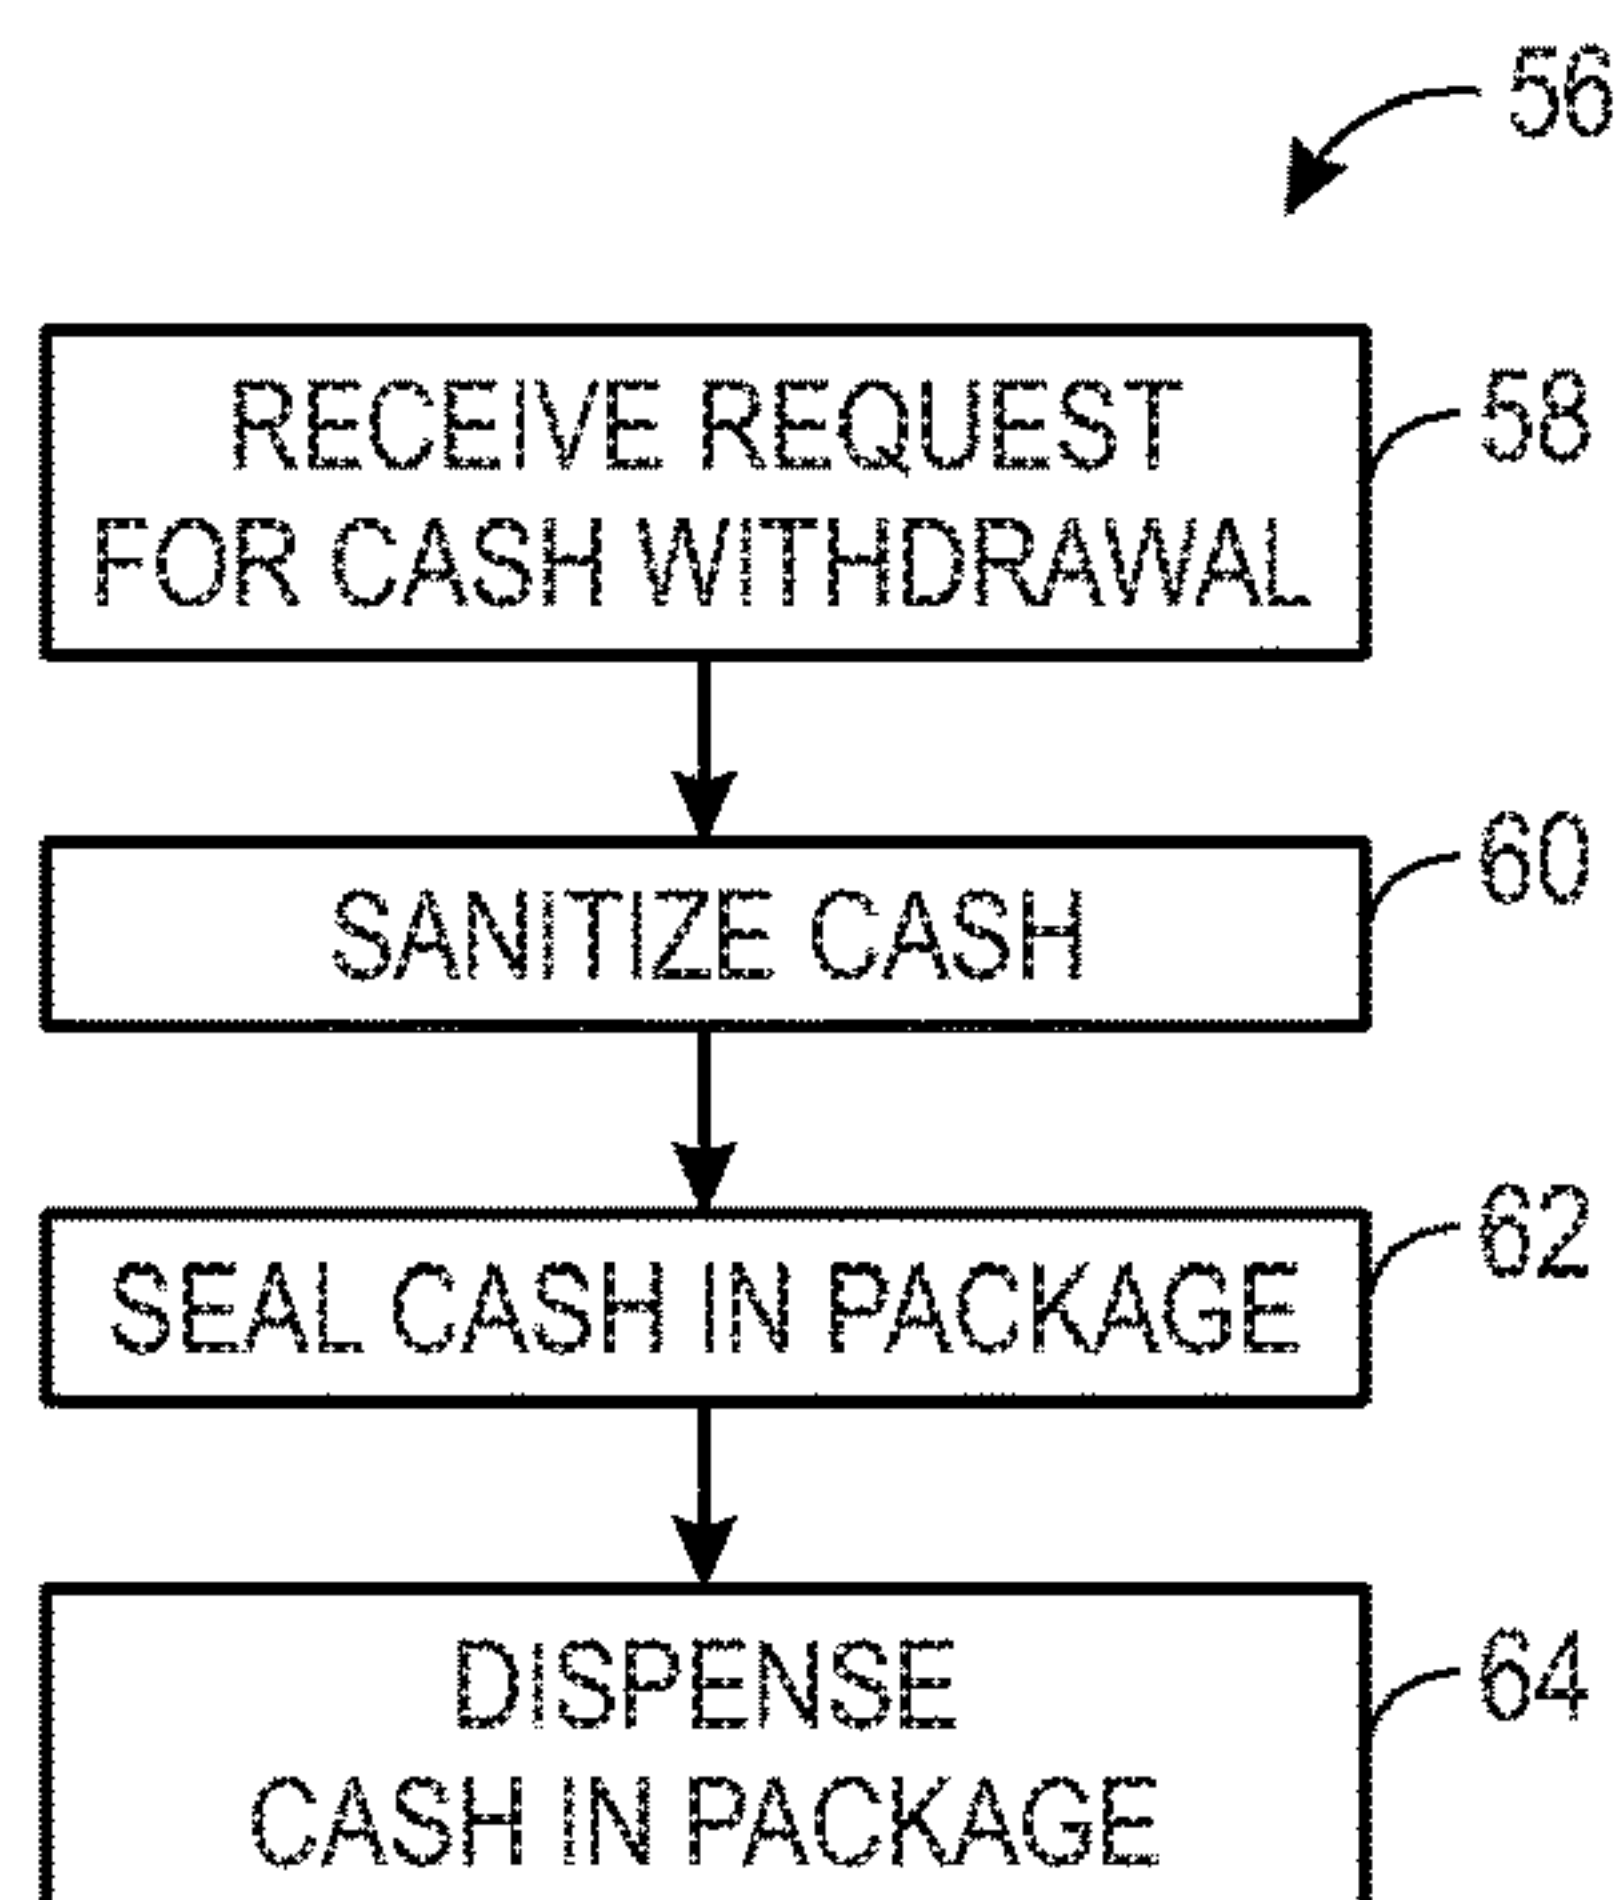 56
RECEIVE REQUEST
FOR CASH WITHDRAWAL
58
SANITIZE CASH
60
SEAL CASH IN PACKAGE
62
DISPENSE
CASH IN PACKAGE
64